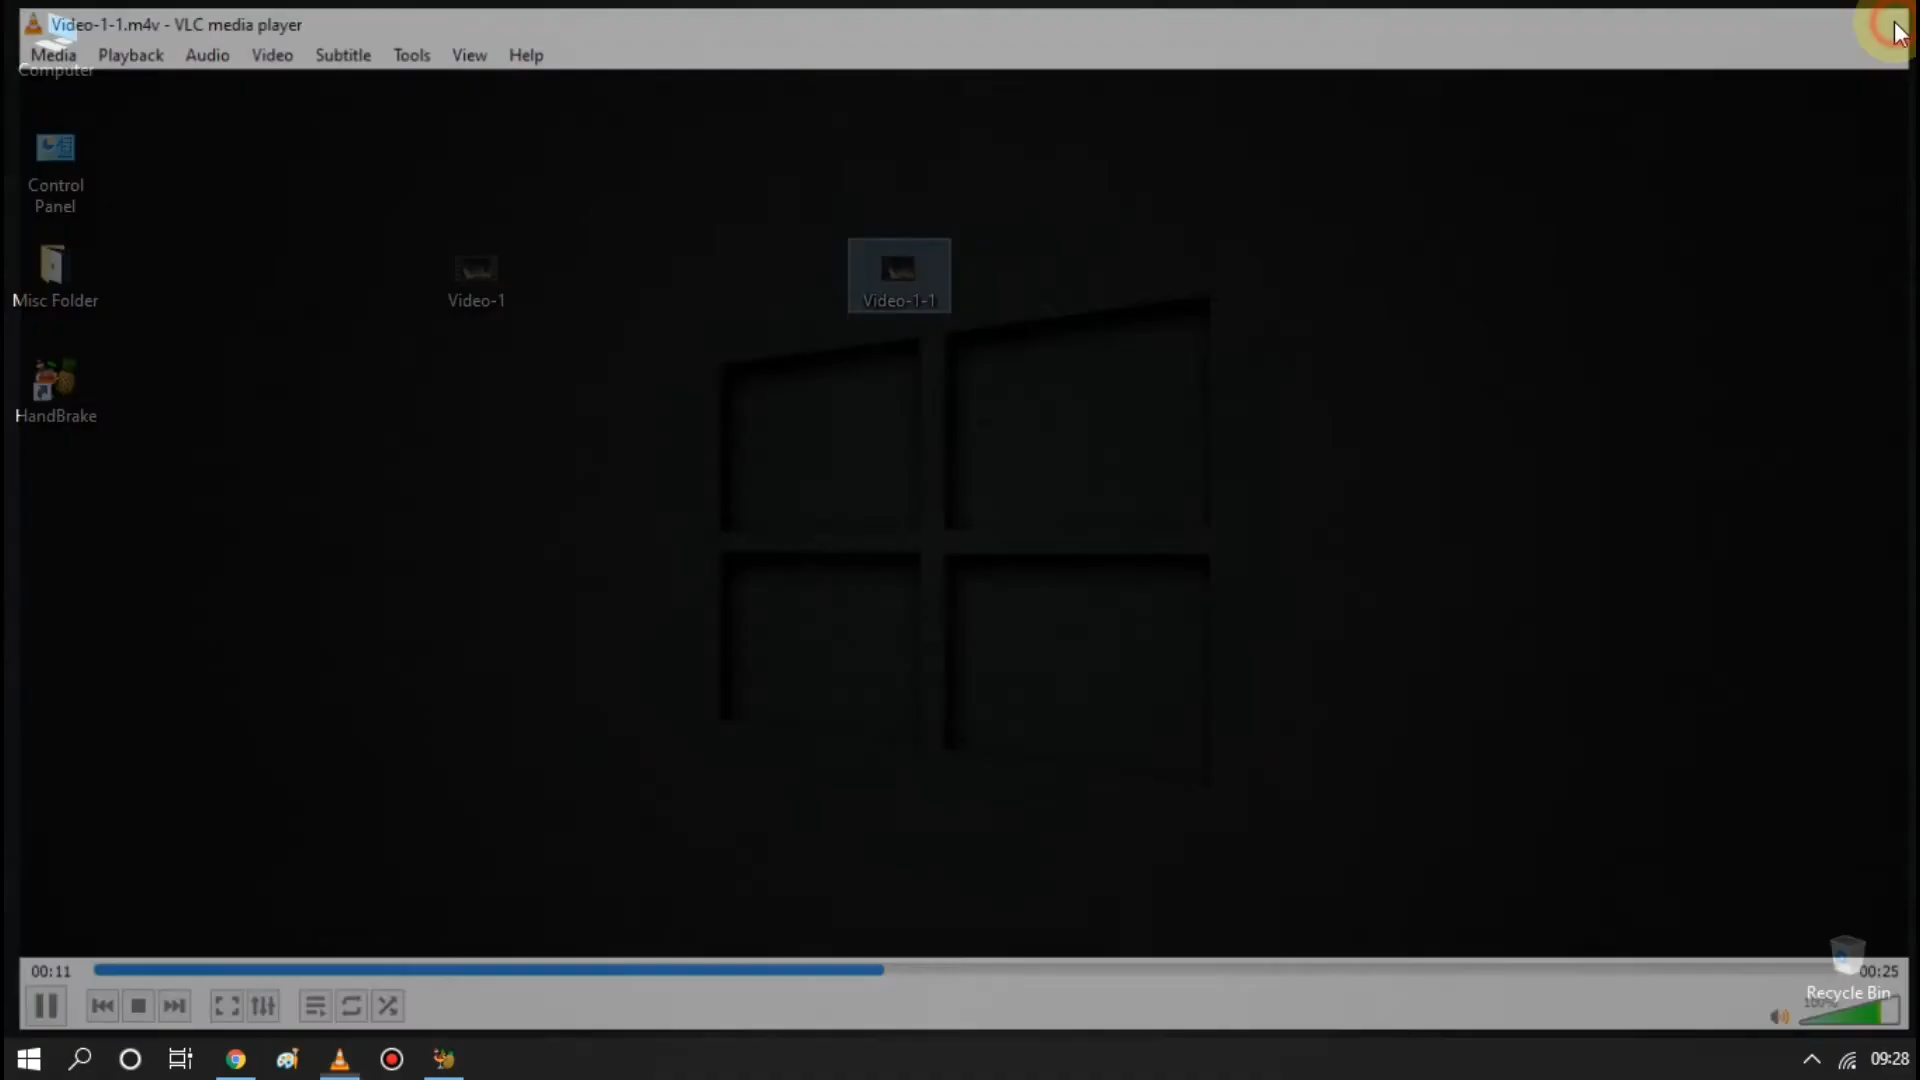 Video-1-1.m4v - VLC media player
Media Playback Audio Video Subtitle Tools View Help
Computer
Control
Panel
Misc Folder
Video-1
Video-1-1
HandBrake
00:11
00:25
Recycle Bin
100%
09:28